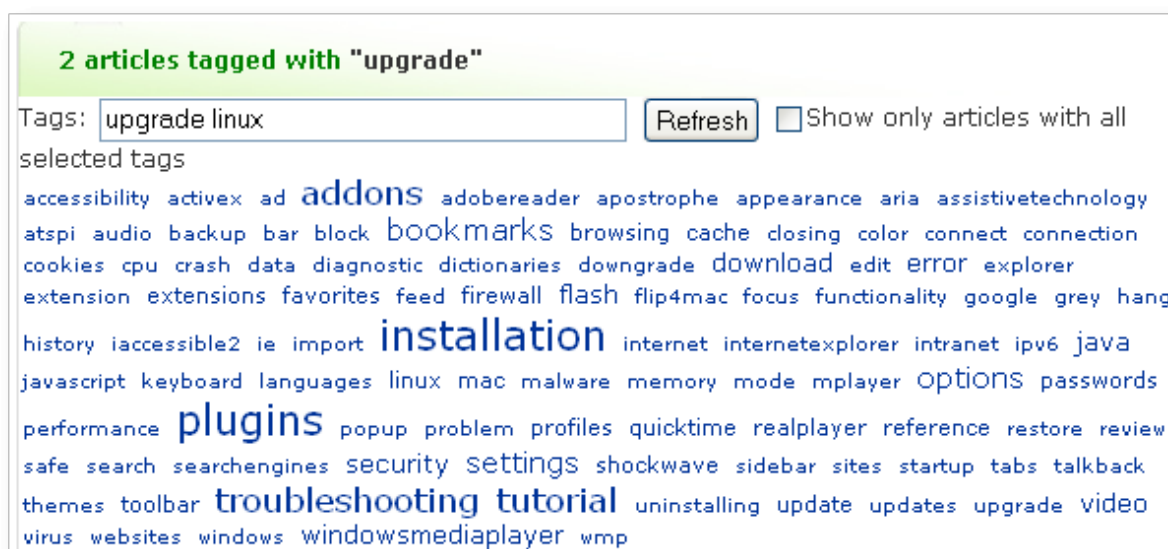 2 articles tagged with "upgrade"
Tags: upgrade linux Refresh Show only articles with all
selected tags
accessibility activex ad addons adobereader apostrophe appearance aria assistivetechnology
atspi audio backup bar block bookmarks browsing cache closing color connect connection
cookies cpu crash data diagnostic dictionaries downgrade download edit error explorer
extension extensions favorites feed firewall flash flip4mac focus functionality google grey hang
history iaccessible2 ie import installation internet internetexplorer intranet ipv6 java
javascript keyboard languages linux mac malware memory mode mplayer options passwords
performance plugins popup problem profiles quicktime realplayer reference restore review
safe search searchengines security settings shockwave sidebar sites startup tabs talkback
themes toolbar troubleshooting tutorial uninstalling update updates upgrade video
virus websites windows windowsmediaplayer wmp